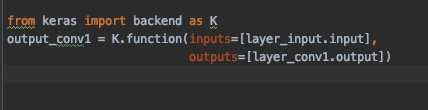 from keras import backend as K
output_conv1 = K.function(inputs=[layer_input.input],
outputs=[layer_conv1.output])